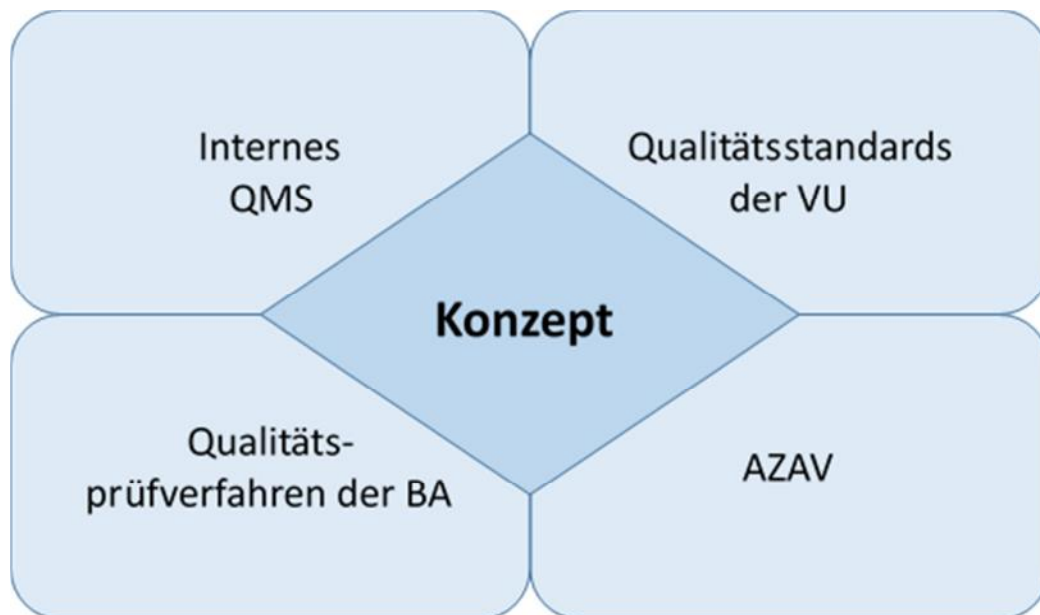 Internes
QMS
Qualitätsstandards
der VU
Konzept
Qualitäts-
prüfverfahren der BA
AZAV